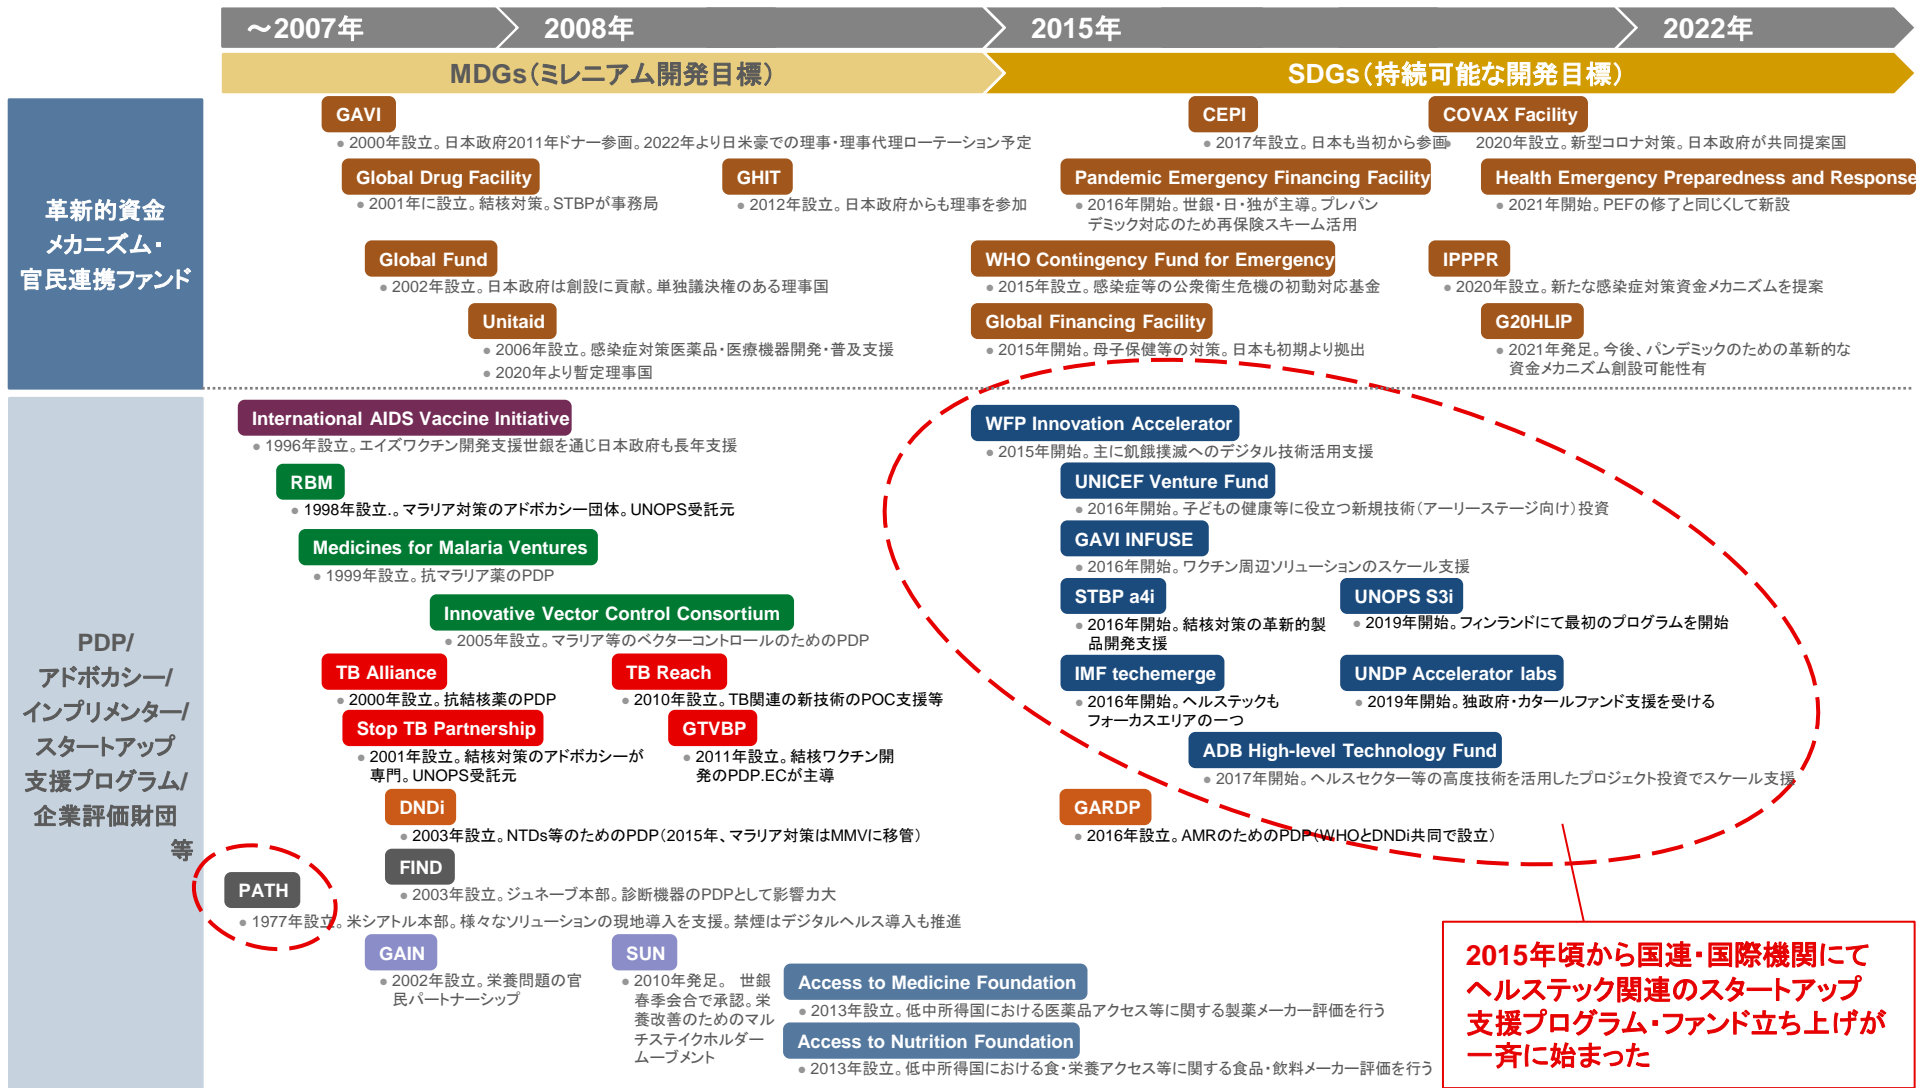 ～2007年
2008年
2015年
2022年
MDGs（ミレニアム開発目標）
SDGs（持続可能な開発目標）
革新的資金
メカニズム・
官民連携ファンド
GAVI
● 2000年設立。日本政府2011年ドナー参画。2022年より日米豪での理事・理事代理ローテーション予定
CEPI
● 2017年設立。日本も当初から参画
COVAX Facility
● 2020年設立。新型コロナ対策。日本政府が共同提案国
Global Drug Facility
● 2001年に設立。結核対策。STBPが事務局
GHIT
● 2012年設立。日本政府からも理事を参加
Pandemic Emergency Financing Facility
● 2016年開始。世銀・日・独が主導。プレパン
デミック対応のため再保険スキーム活用
Health Emergency Preparedness and Response
● 2021年開始。PEFの修了と同じくして新設
Global Fund
● 2002年設立。日本政府は創設に貢献。単独議決権のある理事国
WHO Contingency Fund for Emergency
● 2015年設立。感染症等の公衆衛生危機の初動対応基金
IPPPR
● 2020年設立。新たな感染症対策資金メカニズムを提案
Unitaid
● 2006年設立。感染症対策医薬品・医療機器開発・普及支援
● 2020年より暫定理事国
Global Financing Facility
● 2015年開始。母子保健等の対策。日本も初期より拠出
G20HLIP
● 2021年発足。今後、パンデミックのための革新的な
資金メカニズム創設可能性有
PDP/
アドボカシー/
インプリメンター/
スタートアップ
支援プログラム/
企業評価財団
等
International AIDS Vaccine Initiative
● 1996年設立。エイズワクチン開発支援世銀を通じ日本政府も長年支援
RBM
● 1998年設立.。マラリア対策のアドボカシー団体。UNOPS受託元
Medicines for Malaria Ventures
● 1999年設立。抗マラリア薬のPDP
Innovative Vector Control Consortium
● 2005年設立。マラリア等のベクターコントロールのためのPDP
TB Alliance
● 2000年設立。抗結核薬のPDP
TB Reach
● 2010年設立。TB関連の新技術のPOC支援等
Stop TB Partnership
● 2001年設立。結核対策のアドボカシーが
専門。UNOPS受託元
GTVBP
● 2011年設立。結核ワクチン開
発のPDP.ECが主導
DNDi
● 2003年設立。NTDs等のためのPDP（2015年、マラリア対策はMMVに移管）
FIND
● 2003年設立。ジュネーブ本部。診断機器のPDPとして影響力大
PATH
● 1977年設立。米シアトル本部。様々なソリューションの現地導入を支援。禁煙はデジタルヘルス導入も推進
GAIN
● 2002年設立。栄養問題の官
民パートナーシップ
SUN
● 2010年発足。 世銀
春季会合で承認。栄
養改善のためのマル
チステイクホルダー
ムーブメント
Access to Medicine Foundation
● 2013年設立。低中所得国における医薬品アクセス等に関する製薬メーカー評価を行う
Access to Nutrition Foundation
● 2013年設立。低中所得国における食・栄養アクセス等に関する食品・飲料メーカー評価を行う
WFP Innovation Accelerator
● 2015年開始。主に飢餓撲滅へのデジタル技術活用支援
UNICEF Venture Fund
● 2016年開始。子どもの健康等に役立つ新規技術（アーリーステージ向け）投資
GAVI INFUSE
● 2016年開始。ワクチン周辺ソリューションのスケール支援
STBP a4i
● 2016年開始。結核対策の革新的製
品開発支援
UNOPS S3i
● 2019年開始。フィンランドにて最初のプログラムを開始
IMF techemerge
● 2016年開始。ヘルステックも
フォーカスエリアの一つ
UNDP Accelerator labs
● 2019年開始。独政府・カタールファンド支援を受ける
ADB High-level Technology Fund
● 2017年開始。ヘルスセクター等の高度技術を活用したプロジェクト投資でスケール支援
GARDP
● 2016年設立。AMRのためのPDP（WHOとDNDi共同で設立）
2015年頃から国連・国際機関にて
ヘルステック関連のスタートアップ
支援プログラム・ファンド立ち上げが
一斉に始まった